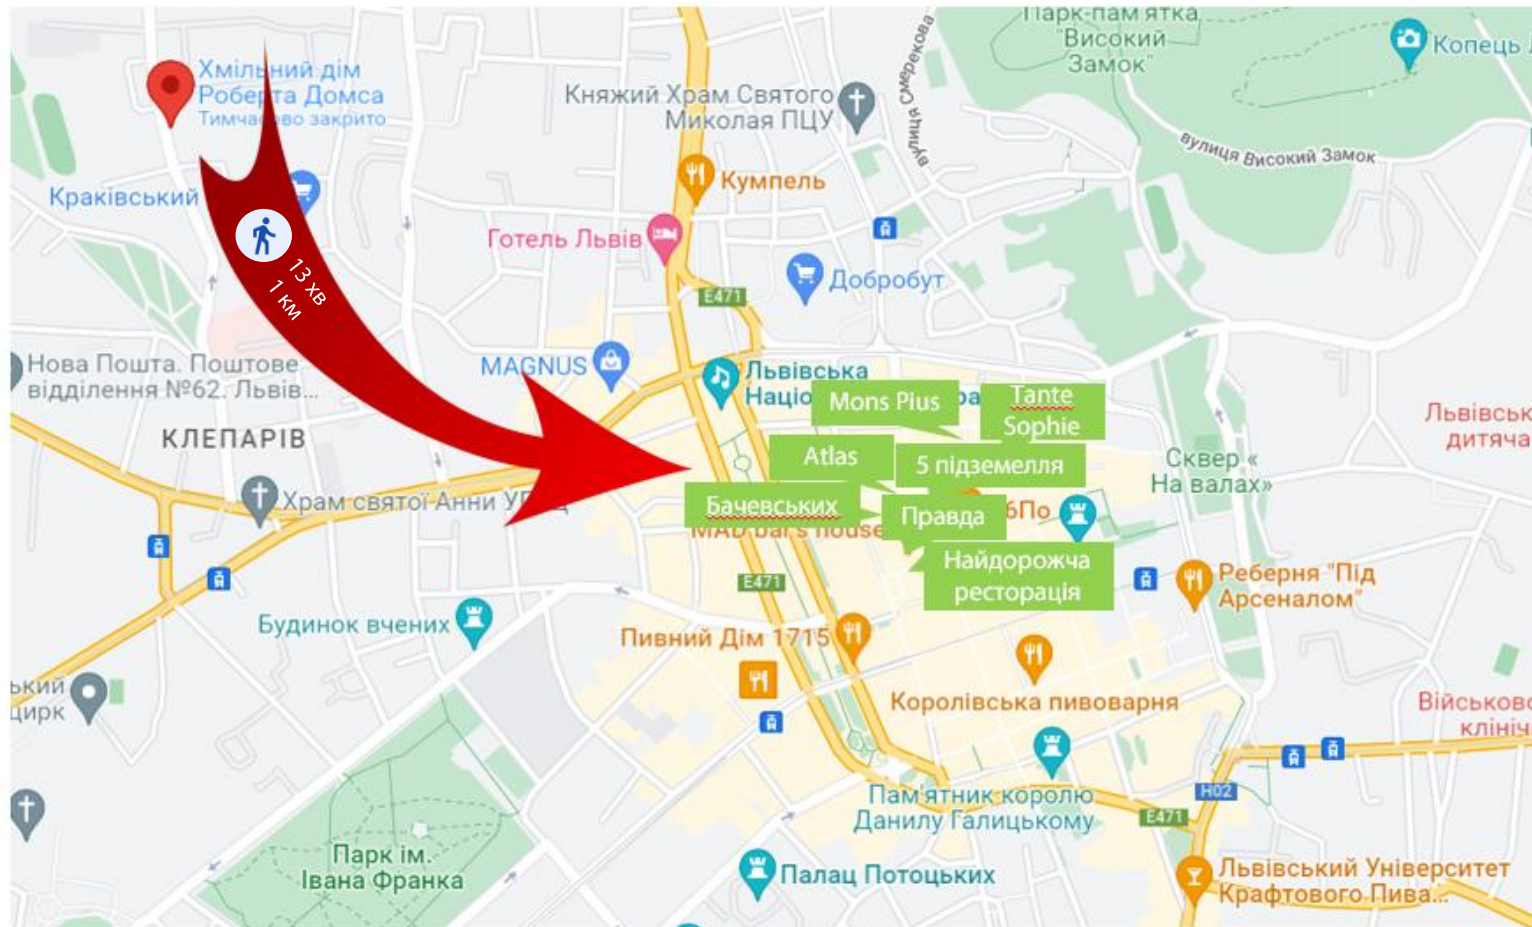 Парк-пам'ятка
"Високий
Замок"
Копець
Хмільний дім
Роберта Домса
Тимчасово закрито
Княжий Храм Святого
Миколая ПЦУ
вулиця Смерекова
вулиця Високий Замок
Кумпель
Краківський
Готель Львів
13 хв
1 км
Добробут
E471
Нова Пошта. Поштове
відділення №62. Львів...
MAGNUS
Львівська
Націо
ра
Mons Pius
Tante
Sophie
Львівськ
дитяча
КЛЕПАРІВ
Atlas
5 підземелля
Сквер «
На валах»
Храм святої Анни
Бачевських
Правда
MAD bar's house
Найдорожча
ресторація
E471
Реберня "Під
Арсеналом"
Будинок вчених
Пивний Дім 1715
Королівська пивоварня
ький
цирк
Військово
клініч
Пам'ятник королю
Данилу Галицькому
H02
E471
Парк ім.
Івана Франка
Палац Потоцьких
Львівський Університет
Крафтового Пива...